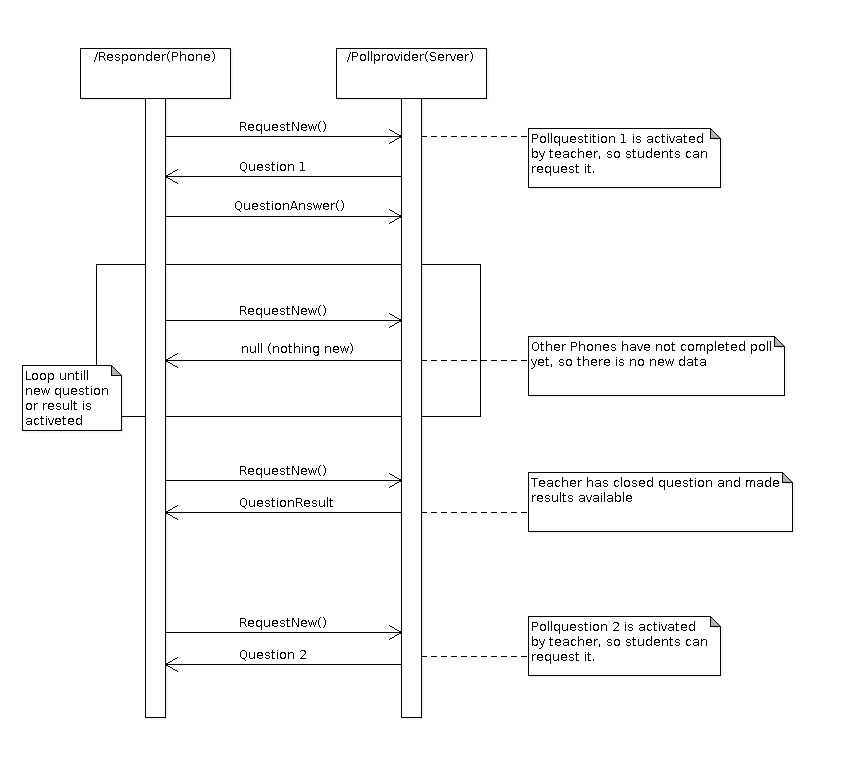 /Responder(Phone)
/Pollprovider(Server)
RequestNew()
Pollquestition 1 is activated
by teacher, so students can
request it.
Question 1
QuestionAnswer()
RequestNew()
null (nothing new)
Other Phones have not completed poll
yet, so there is no new data
Loop untill
new question
or result is
activeted
RequestNew()
Teacher has closed question and made
results available
QuestionResult
RequestNew()
Pollquestion 2 is activated
by teacher, so students can
request it.
Question 2